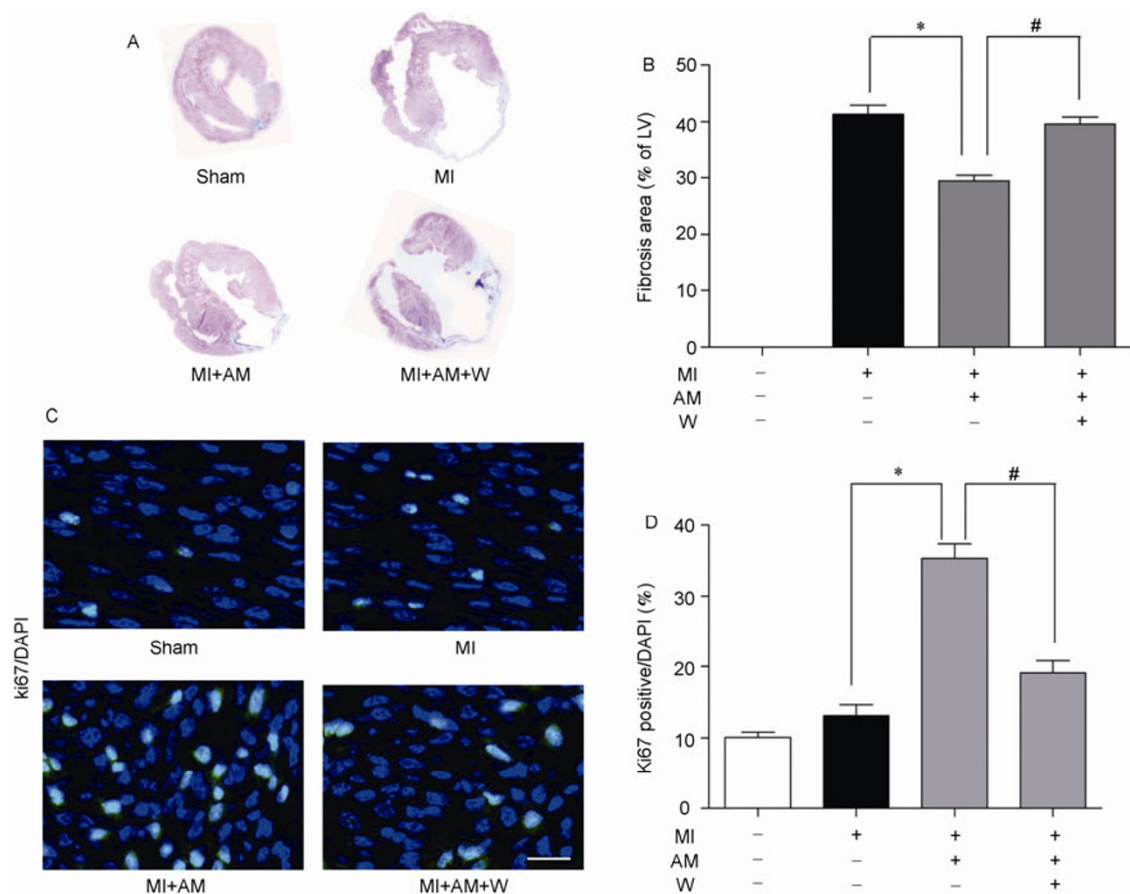 A
Sham
MI
MI+AM
MI+AM+W
B
*
#
50
40
30
20
10
0
Fibrosis area (% of LV)
MI – + + +
AM – – + +
W – – – +
C
ki67/DAPI
Sham
MI
MI+AM
MI+AM+W
D
*
#
40
30
20
10
0
Ki67 positive/DAPI (%)
MI – + + +
AM – – + +
W – – – +